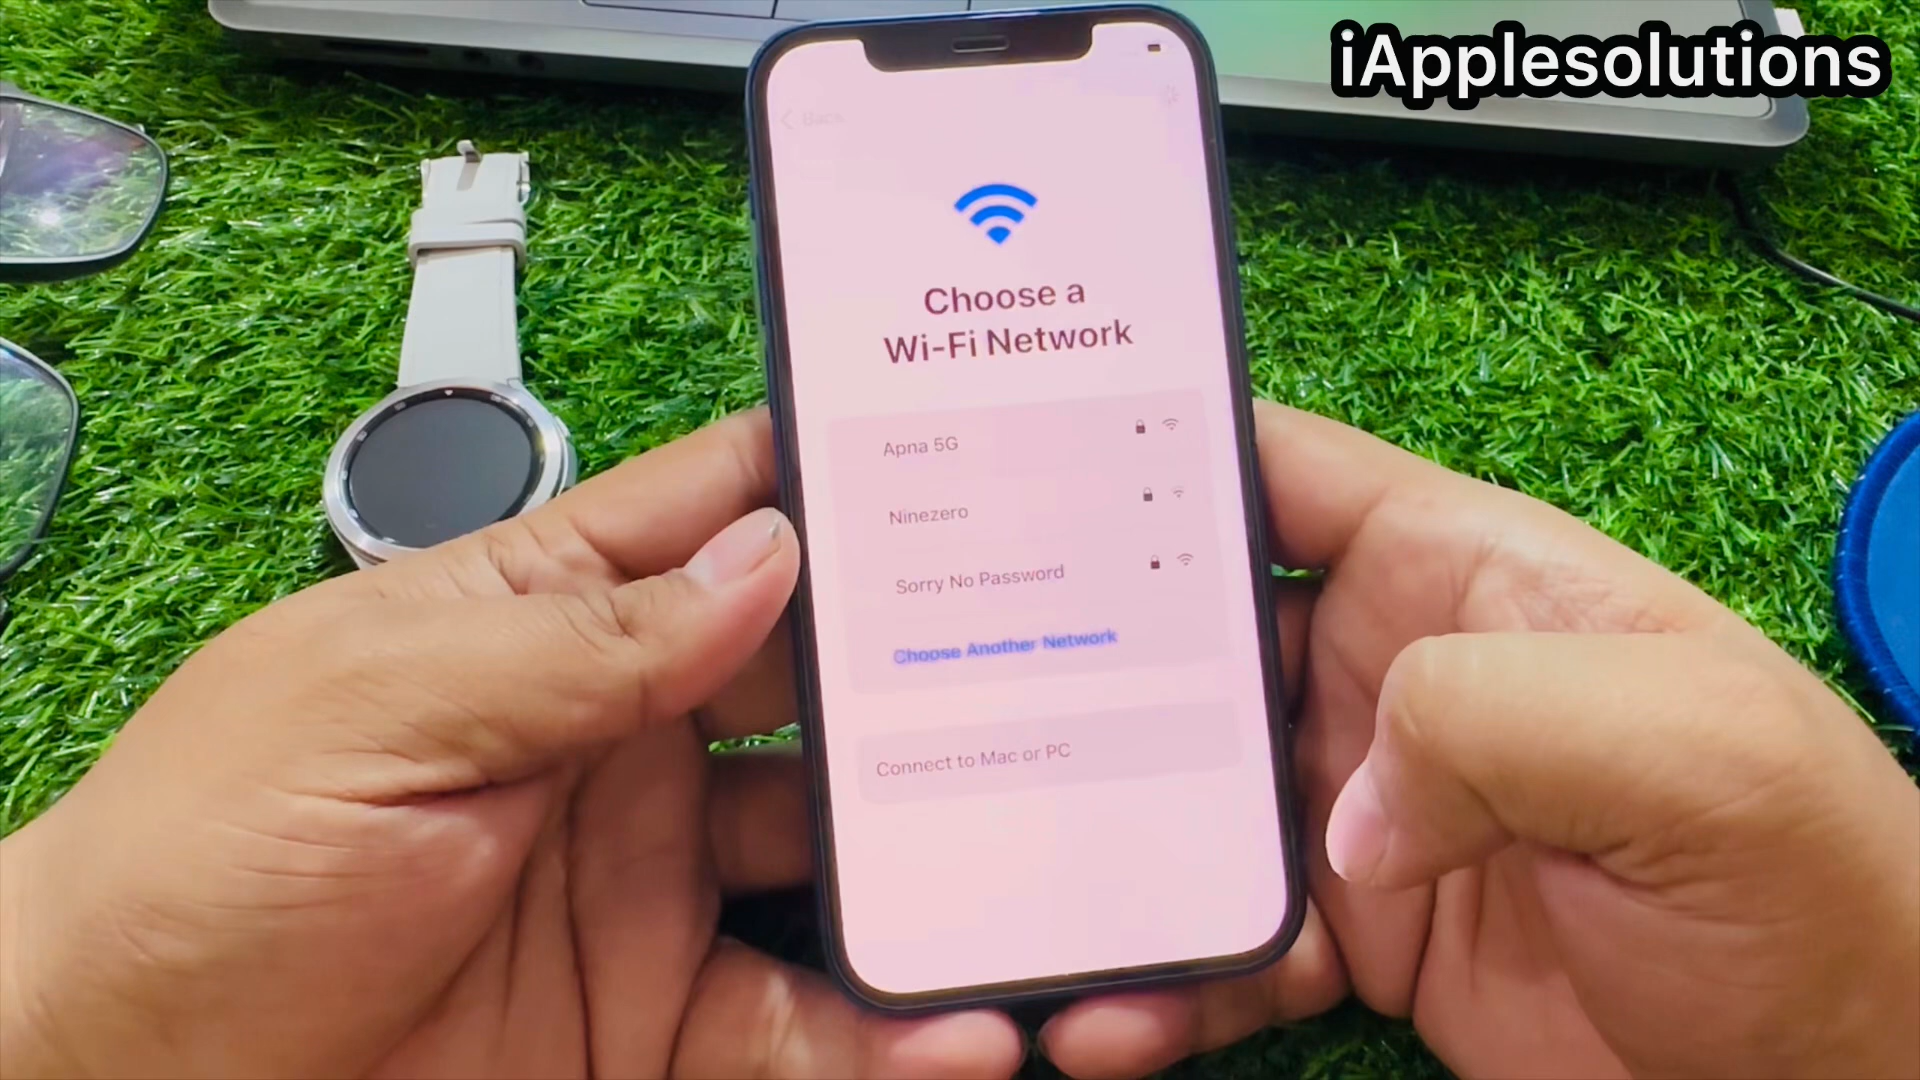 iApplesolutions
Back
Choose a
Wi-Fi Network
Apna 5G
Ninezero
Sorry No Password
Choose Another Network
Connect to Mac or PC